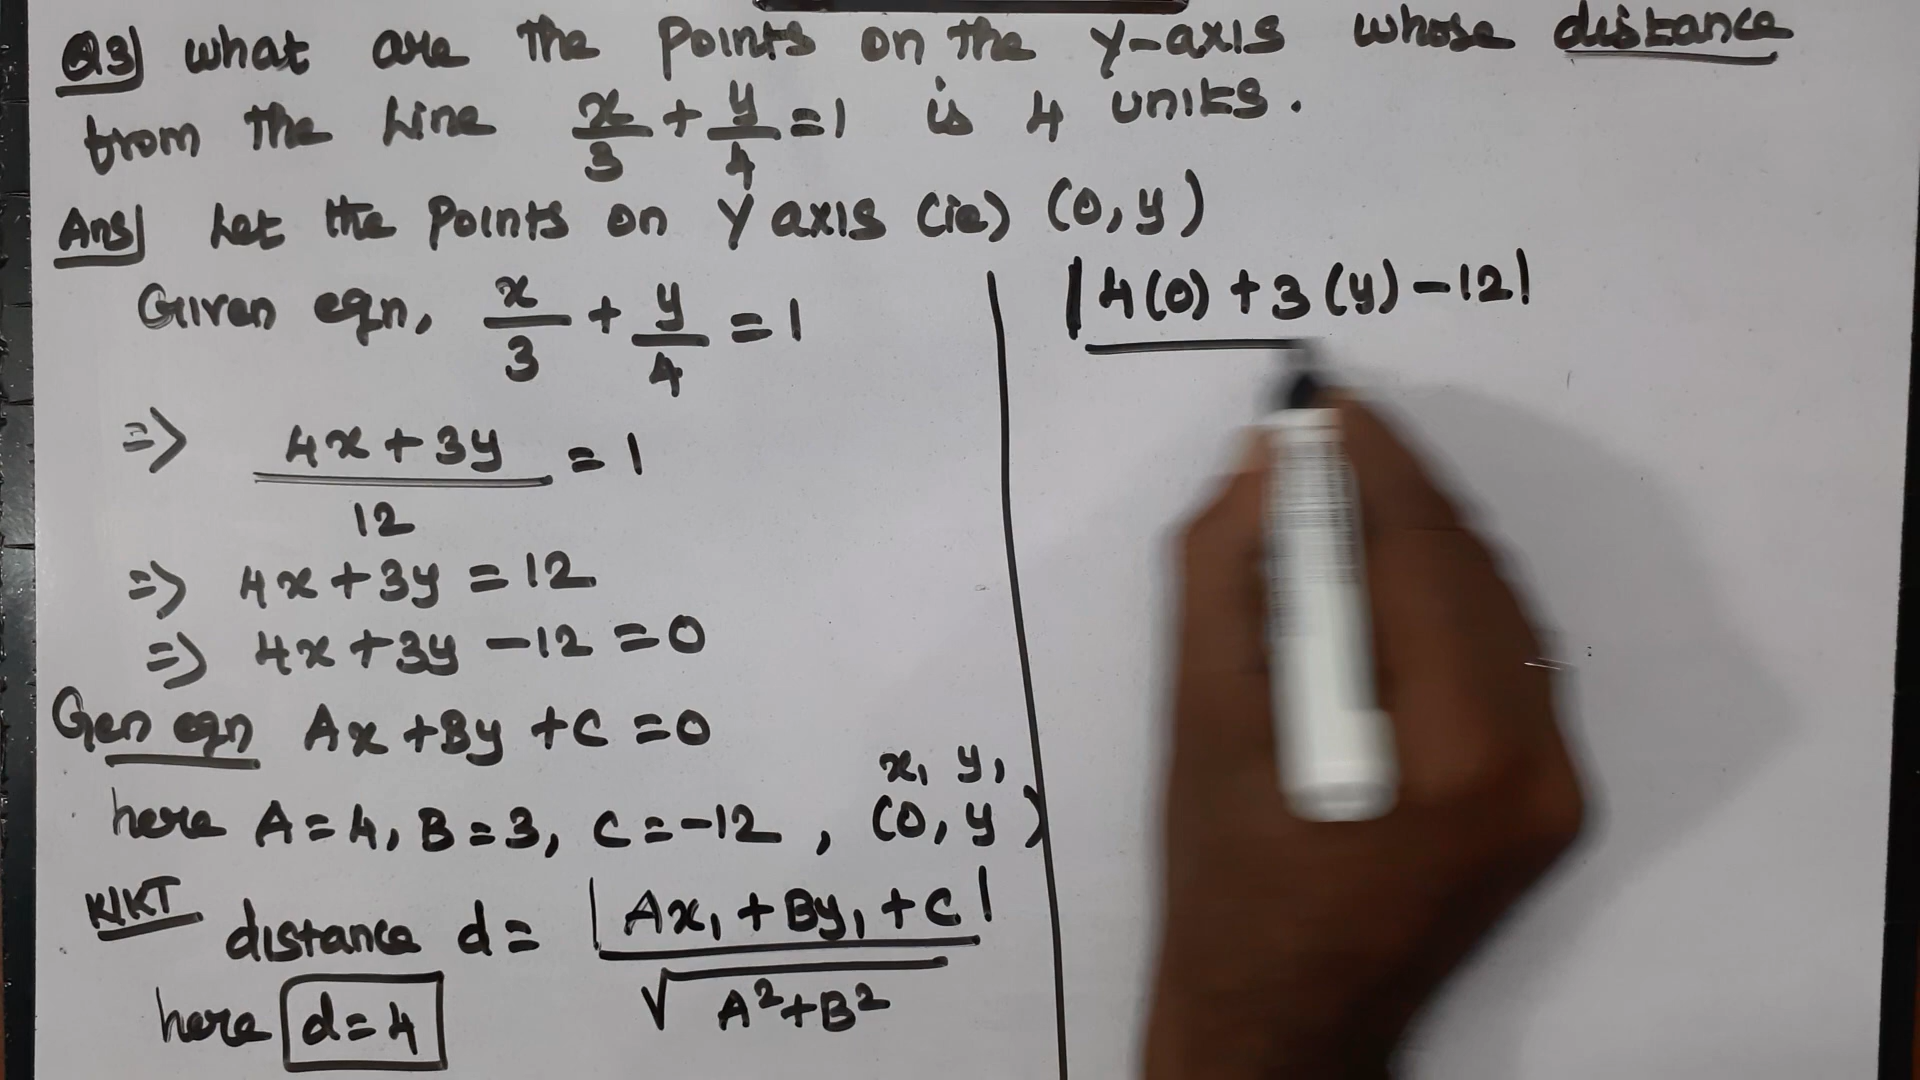 Q3) What are the points on the y-axis whose distance
from the line x/3 + y/4 = 1 is 4 units.
Ans) Let the points on Y axis (ie) (0, y)
Given eqn, x/3 + y/4 = 1
=> 4x + 3y / 12 = 1
=> 4x + 3y = 12
=> 4x + 3y - 12 = 0
Gen eqn Ax + By + C = 0
x₁ y₁
here A = 4, B = 3, C = -12, (0, y)
WKT distance d = |Ax₁ + By₁ + C| / √A² + B²
here d = 4
|4(0) + 3(y) - 12|